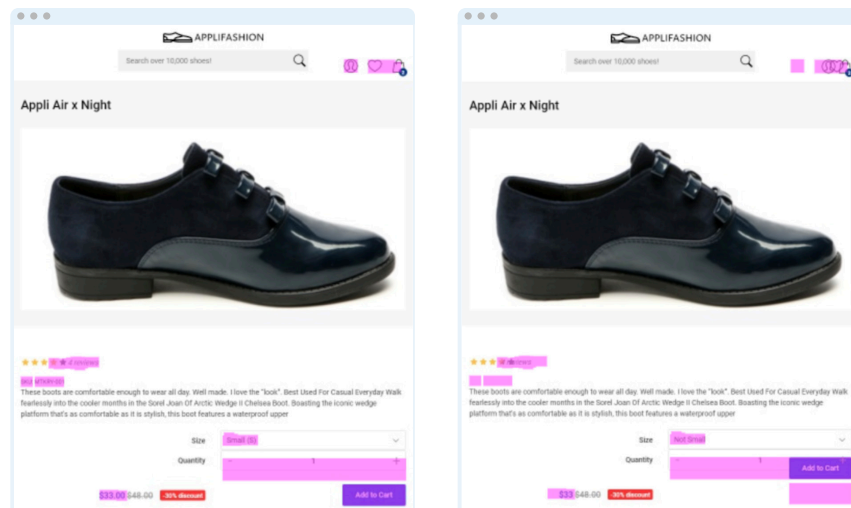 APPLIFASHION
Search over 10,000 shoes!
Appli Air x Night
4 reviews
SKU: MTKRY-001
These boots are comfortable enough to wear all day. Well made. I love the "look". Best Used For Casual Everyday Walk
fearlessly into the cooler months in the Sorel Joan Of Arctic Wedge II Chelsea Boot. Boasting the iconic wedge
platform that's as comfortable as it is stylish, this boot features a waterproof upper
Size
Small (S)
Quantity
1
$33.00 $48.00 -30% discount
Add to Cart
APPLIFASHION
Search over 10,000 shoes!
Appli Air x Night
These boots are comfortable enough to wear all day. Well made. I love the "look". Best Used For Casual Everyday Walk
fearlessly into the cooler months in the Sorel Joan Of Arctic Wedge II Chelsea Boot. Boasting the iconic wedge
platform that's as comfortable as it is stylish, this boot features a waterproof upper
Size
Not Small
Quantity
1
Add to Cart
$33 $48.00 -30% discount